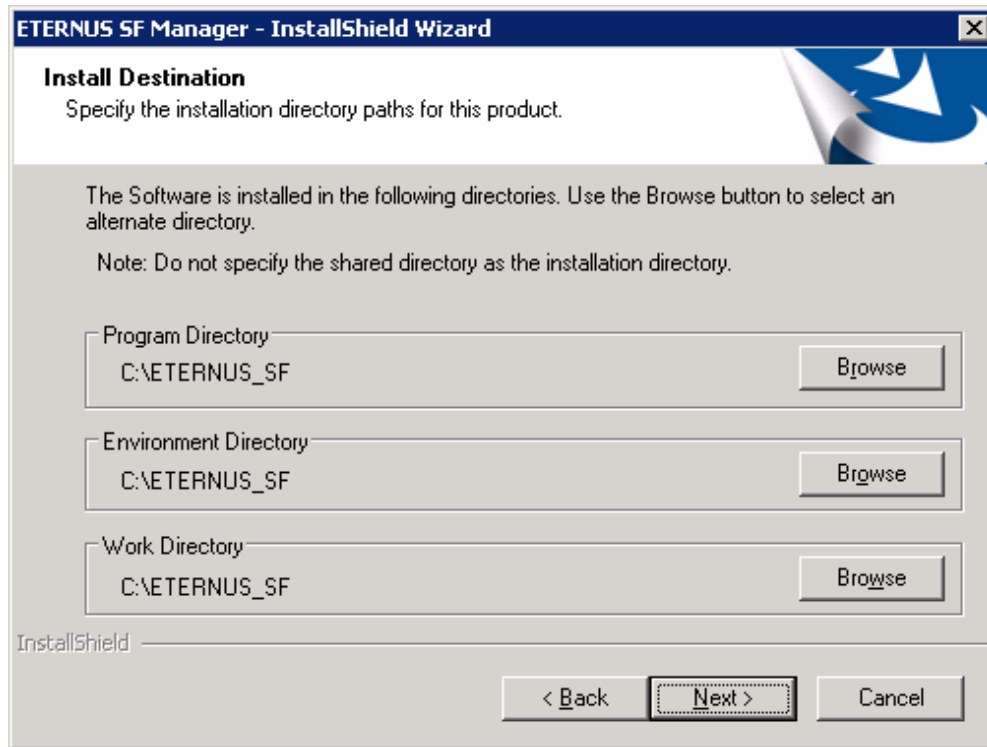 ETERNUS SF Manager - InstallShield Wizard
Install Destination
Specify the installation directory paths for this product.
The Software is installed in the following directories. Use the Browse button to select an
alternate directory.
Note: Do not specify the shared directory as the installation directory.
Program Directory
C:\ETERNUS_SF
Browse
Environment Directory
C:\ETERNUS_SF
Browse
Work Directory
C:\ETERNUS_SF
Browse
InstallShield
< Back
Next >
Cancel